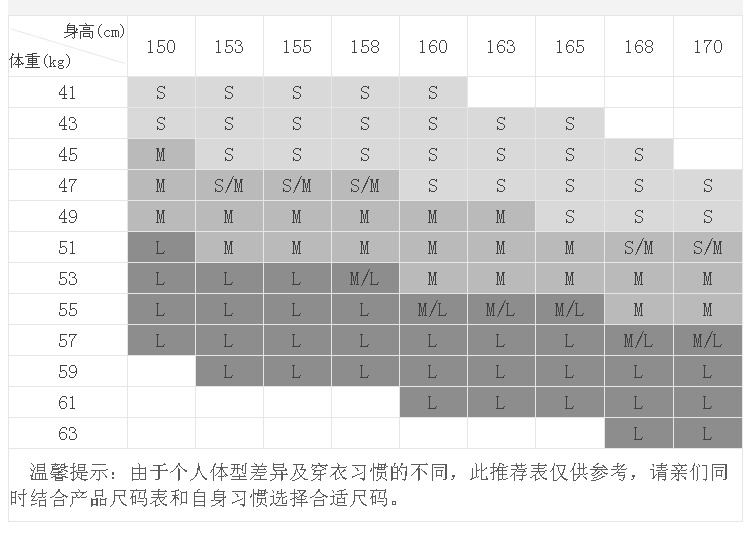 身高(cm)
体重(kg)
150 153 155 158 160 163 165 168 170
41 S S S S S
43 S S S S S S S
45 M S S S S S S S
47 M S/M S/M S/M S S S S S
49 M M M M M M S S S
51 L M M M M M M S/M S/M
53 L L L M/L M M M M M
55 L L L L M/L M/L M/L M M
57 L L L L L L L M/L M/L
59 L L L L L L L L
61 L L L L L
63 L L
温馨提示：由于个人体型差异及穿衣习惯的不同，此推荐表仅供参考，请亲们同
时结合产品尺码表和自身习惯选择合适尺码。